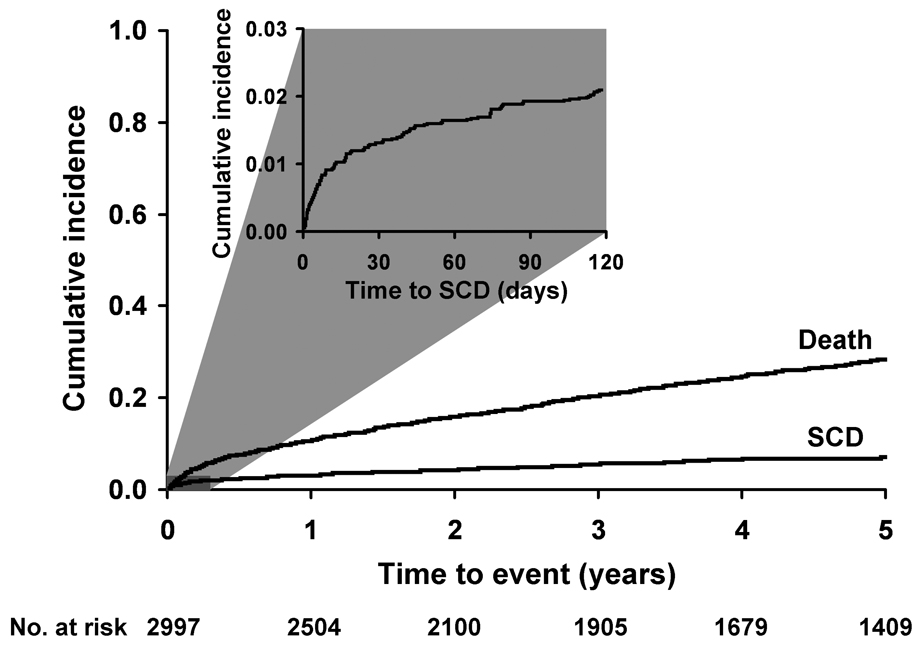 1.0
0.8
0.6
0.4
0.2
0.0
Cumulative incidence
0.03
0.02
0.01
0.00
Cumulative incidence
0 30 60 90 120
Time to SCD (days)
Death
SCD
0 1 2 3 4 5
Time to event (years)
No. at risk 2997 2504 2100 1905 1679 1409